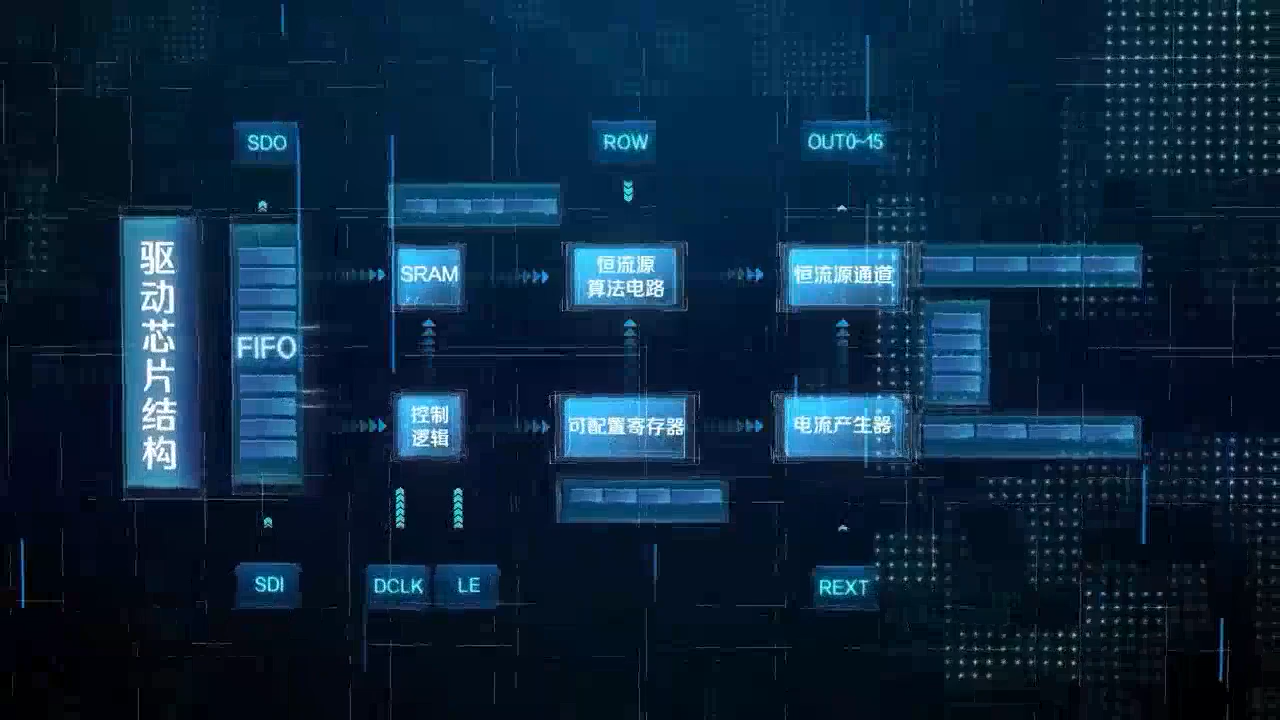 SDO
ROW
OUT0~15
驱动芯片结构
FIFO
SRAM
恒流源
算法电路
恒流源通道
控制
逻辑
可配置寄存器
电流产生器
SDI
DCLK
LE
REXT